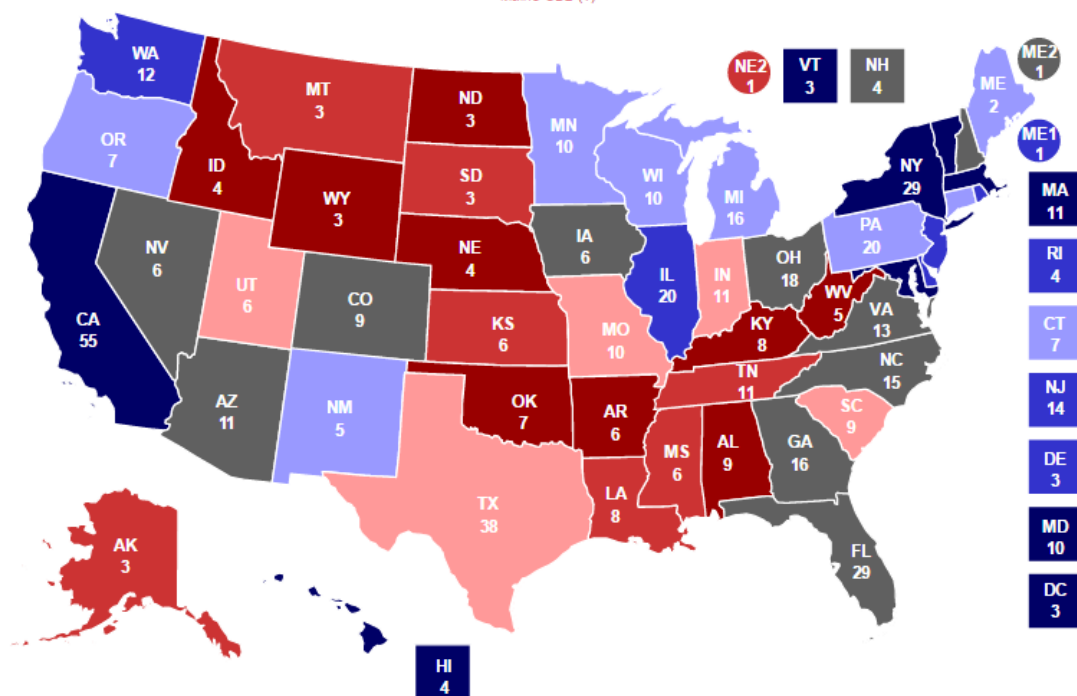 WA
12
OR
7
CA
55
NV
6
ID
4
MT
3
WY
3
UT
6
AZ
11
CO
9
NM
5
ND
3
SD
3
NE
4
KS
6
OK
7
TX
38
MN
10
IA
6
MO
10
AR
6
LA
8
WI
10
IL
20
MI
16
IN
11
OH
18
KY
8
TN
11
MS
6
AL
9
GA
16
FL
29
SC
9
NC
15
VA
13
WV
5
PA
20
NY
29
ME
2
NE2
1
VT
3
NH
4
ME2
1
ME1
1
MA
11
RI
4
CT
7
NJ
14
DE
3
MD
10
DC
3
AK
3
HI
4